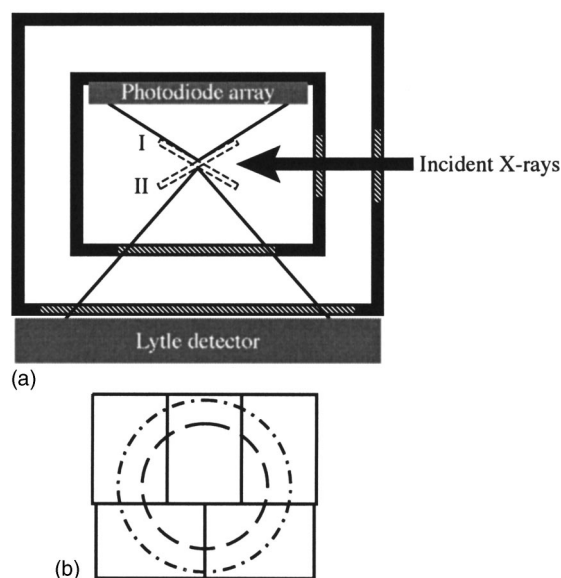 Photodiode array
I
II
Incident X-rays
Lytle detector
(a)
(b)